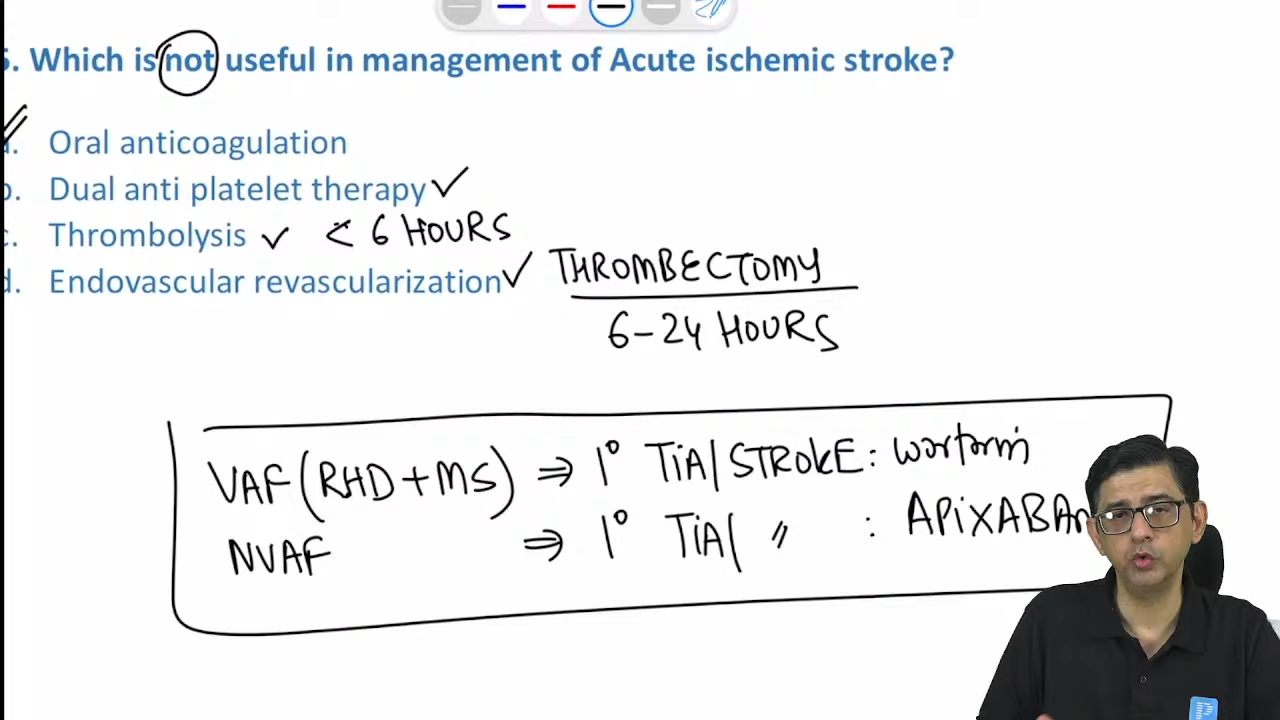 5. Which is not useful in management of Acute ischemic stroke?
a. Oral anticoagulation
b. Dual anti platelet therapy ✓
c. Thrombolysis ✓ < 6 HOURS
d. Endovascular revascularization ✓ THROMBECTOMY
6-24 HOURS
VAF (RHD+MS) ⇒ 1° TiA/STROKE: warfarin
NVAF ⇒ 1° TiA/ 〃 : APiXABAn